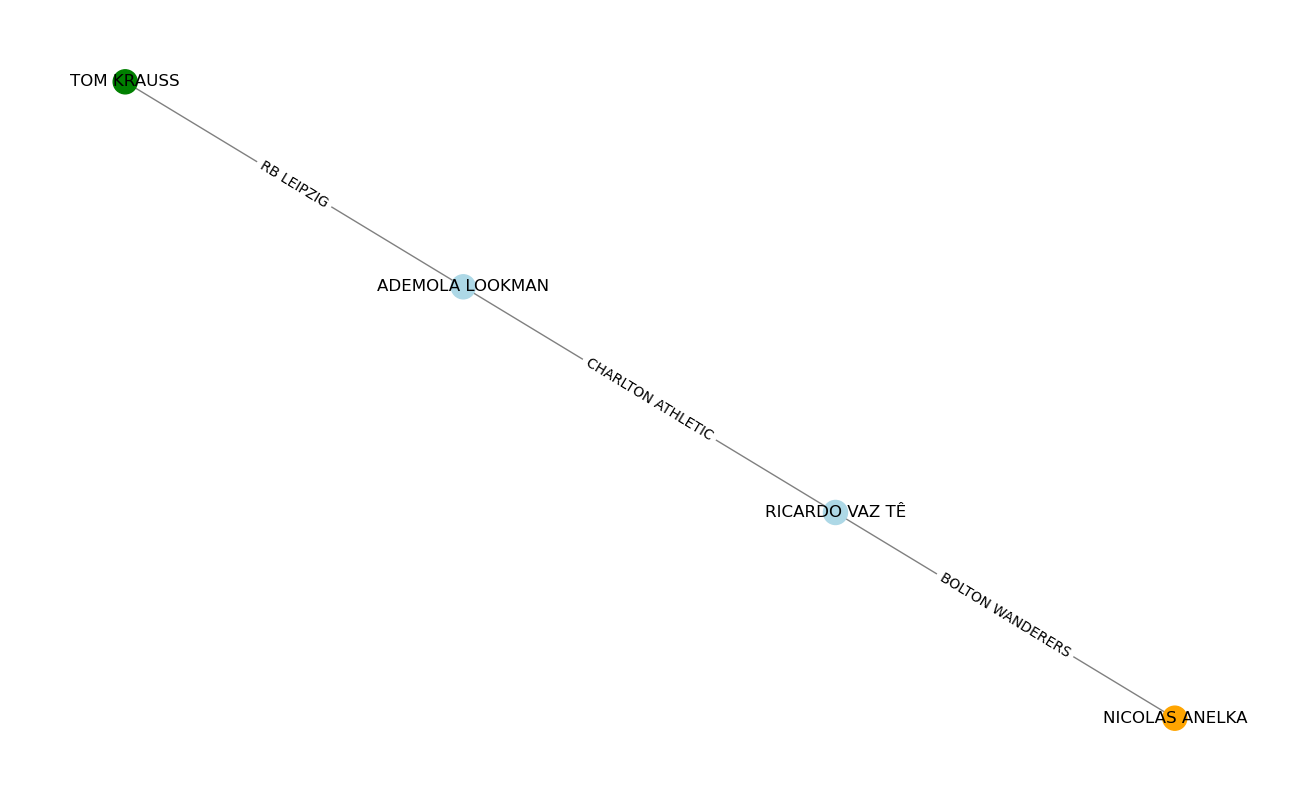 TOM KRAUSS
RB LEIPZIG
ADEMOLA LOOKMAN
CHARLTON ATHLETIC
RICARDO VAZ TÊ
BOLTON WANDERERS
NICOLAS ANELKA